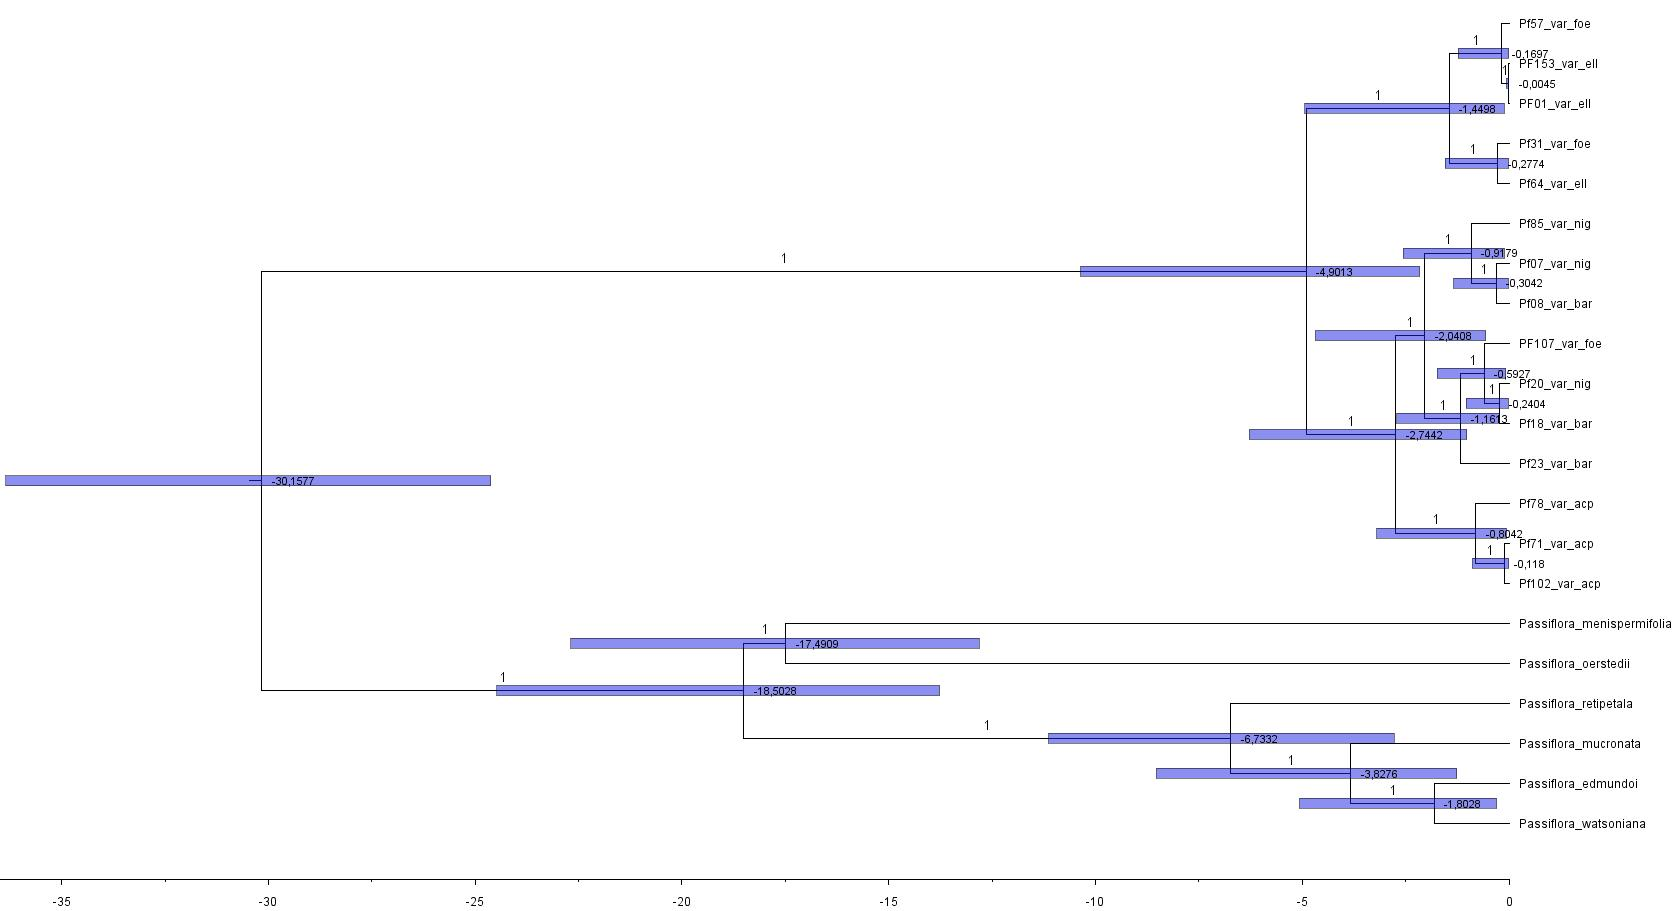 Pf57_var_foe
1
-0,1697
PF153_var_ell
1
-0,0045
1
PF01_var_ell
-1,4498
Pf31_var_foe
1
-0,2774
Pf64_var_ell
Pf85_var_nig
1
-0,9179
1
Pf07_var_nig
-4,9013
1
-0,3042
Pf08_var_bar
1
-2,0408
PF107_var_foe
1
-0,5927
Pf20_var_nig
1
-0,2404
1
-1,1613
Pf18_var_bar
1
-2,7442
Pf23_var_bar
-30,1577
Pf78_var_acp
1
-0,8042
Pf71_var_acp
1
-0,118
Pf102_var_acp
Passiflora_menispermifolia
1
-17,4909
Passiflora_oerstedii
1
-18,5028
Passiflora_retipetala
1
-6,7332
Passiflora_mucronata
1
-3,8276
Passiflora_edmundoi
1
-1,8028
Passiflora_watsoniana
-35 -30 -25 -20 -15 -10 -5 0